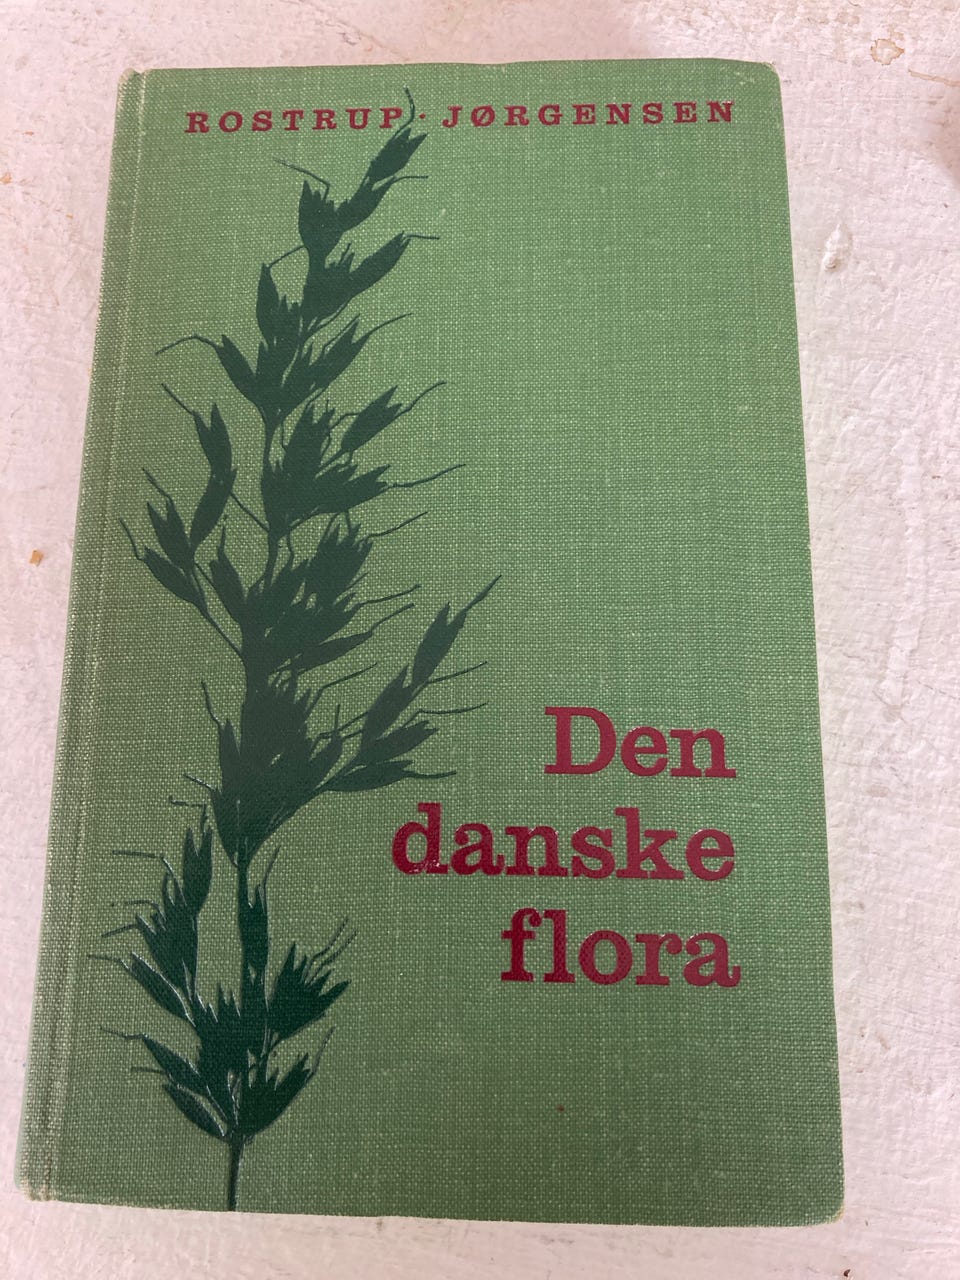 ROSTRUP · JØRGENSEN
Den
danske
flora